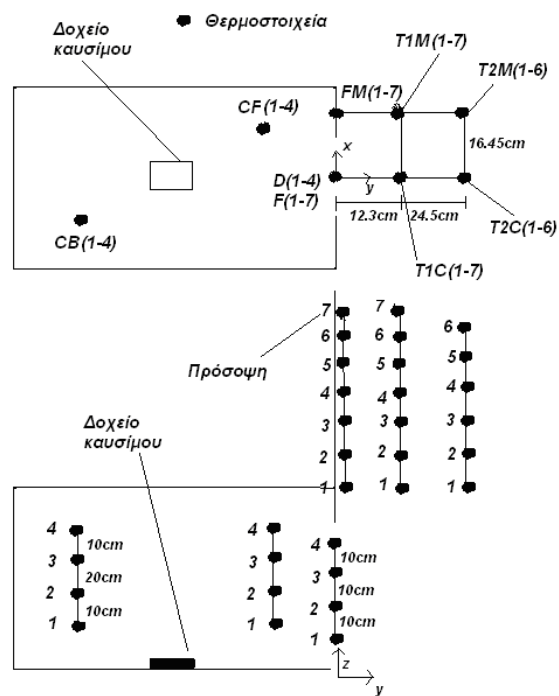 Θερμοστοιχεία
Δοχείο
καυσίμου
T1M(1-7)
T2M(1-6)
FM(1-7)
CF(1-4)
x
16.45cm
D(1-4)
y
F(1-7)
12.3cm
24.5cm
CB(1-4)
T2C(1-6)
T1C(1-7)
7
7
6
6
6
5
5
5
Πρόσοψη
4
4
4
3
3
3
Δοχείο
καυσίμου
2
2
2
1
1
1
4
4
4
10cm
10cm
3
3
3
20cm
10cm
2
2
2
10cm
10cm
1
1
1
z
y